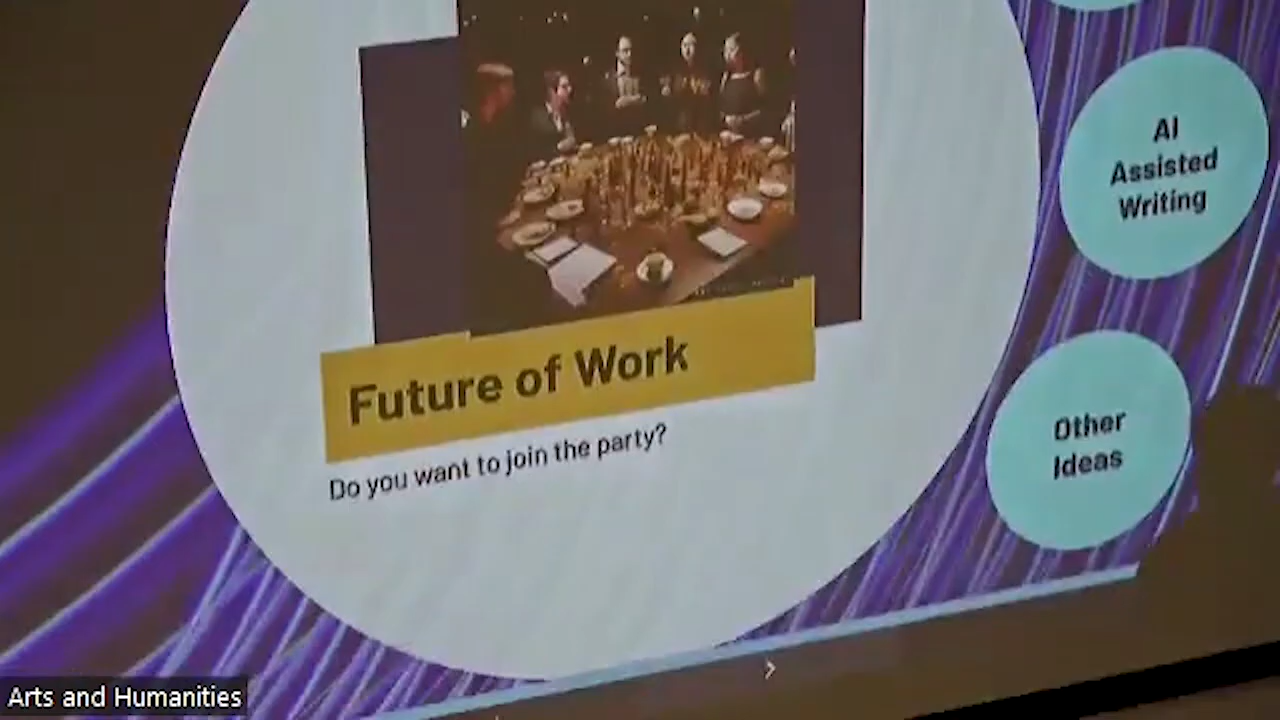 AI
Assisted
Writing
Future of Work
Do you want to join the party?
Other
Ideas
Arts and Humanities